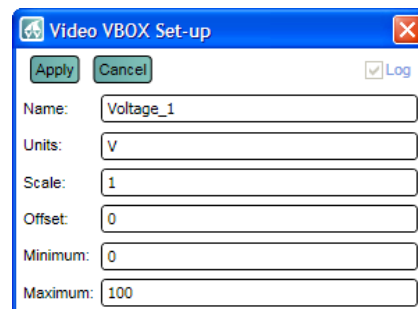 Video VBOX Set-up
Apply Cancel Log
Name: Voltage_1
Units: V
Scale: 1
Offset: 0
Minimum: 0
Maximum: 100